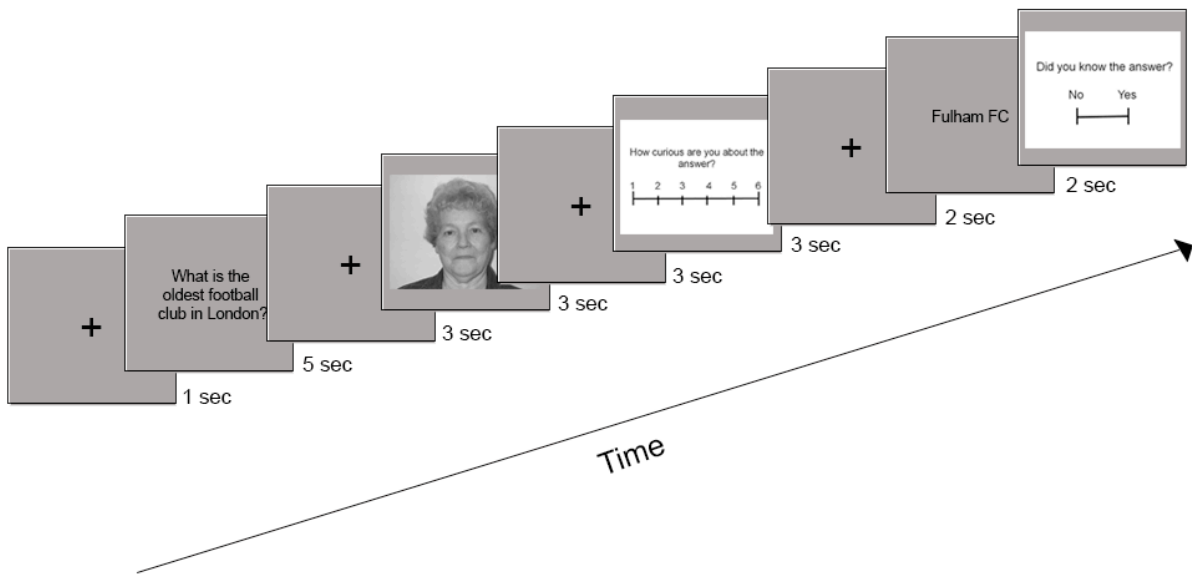 +
1 sec
What is the
oldest football
club in London?
5 sec
+
3 sec
3 sec
+
3 sec
How curious are you about the
answer?
1 2 3 4 5 6
3 sec
+
2 sec
Fulham FC
2 sec
Did you know the answer?
No Yes
Time